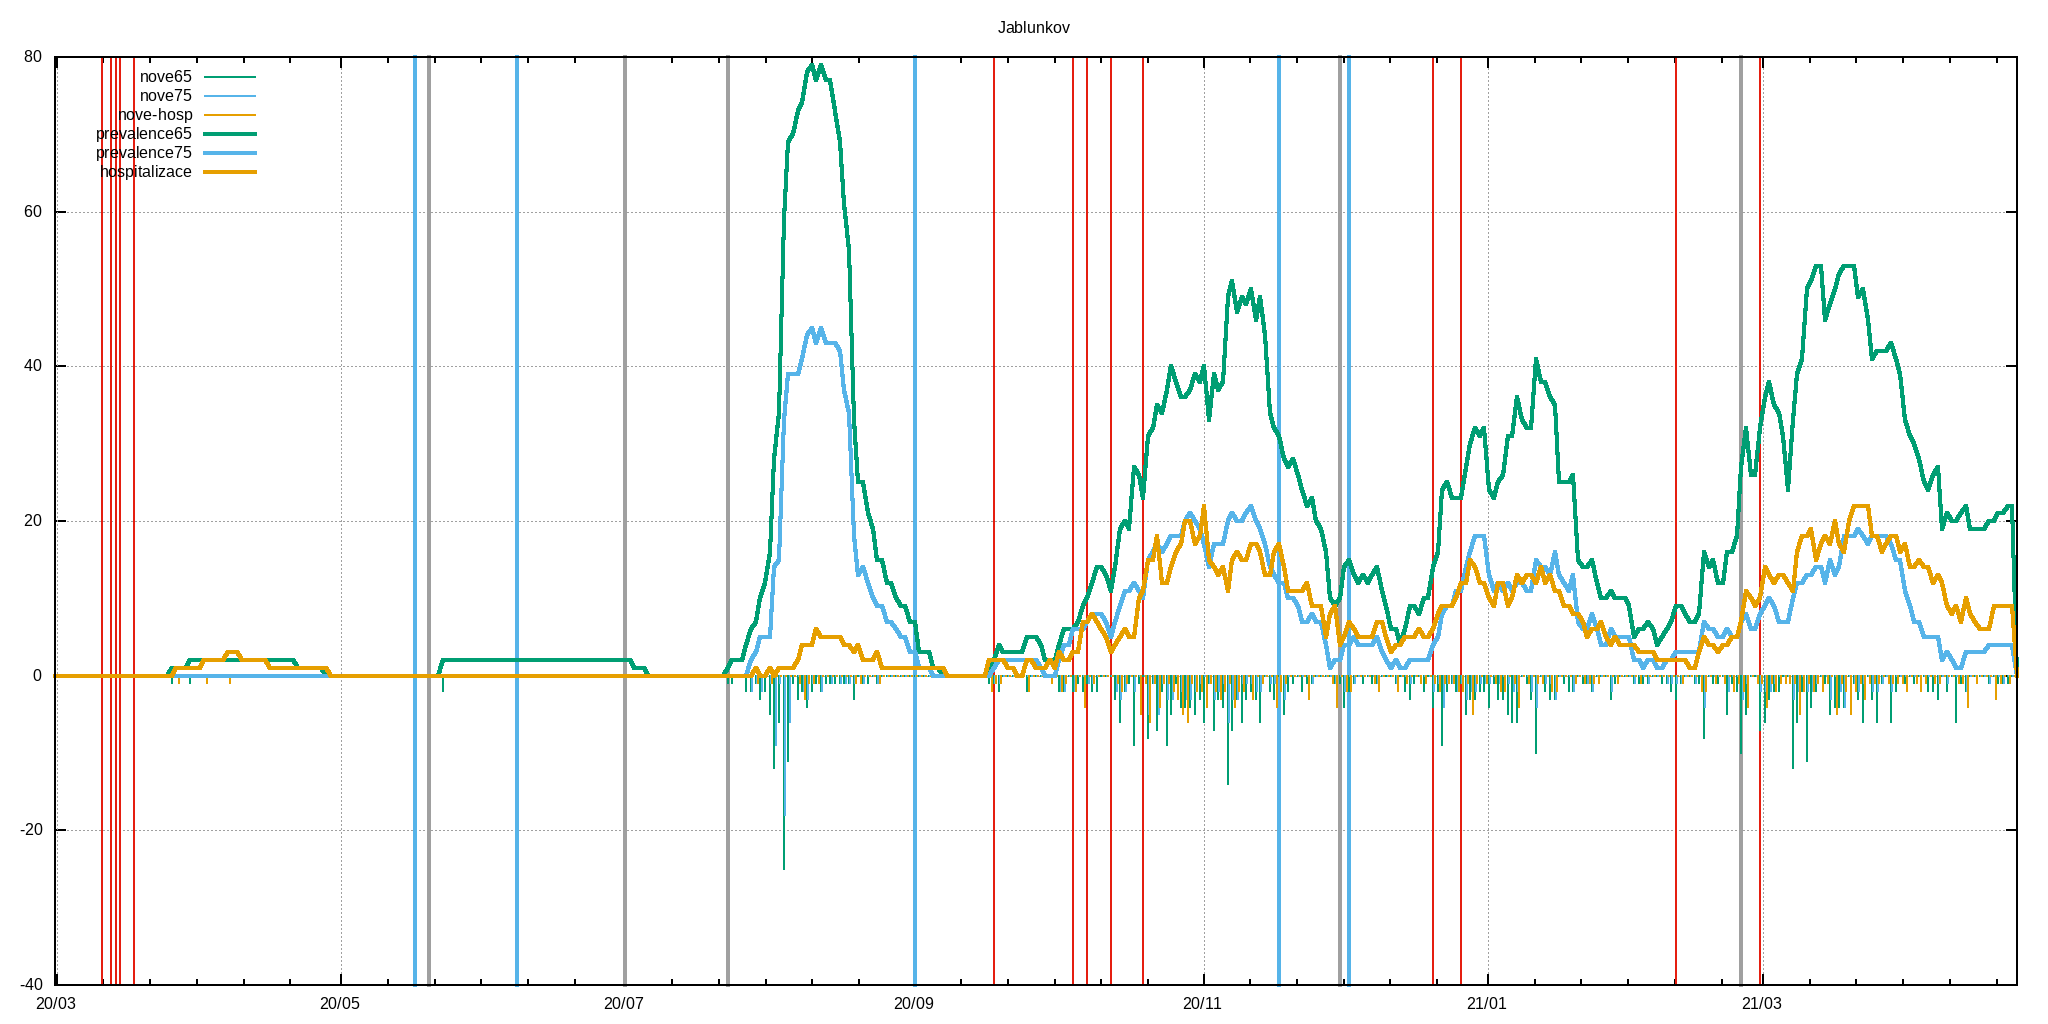 Jablunkov
80
nove65
nove75
nove-hosp
prevalence65
prevalence75
hospitalizace
60
40
20
0
-20
-40
20/03 20/05 20/07 20/09 20/11 21/01 21/03